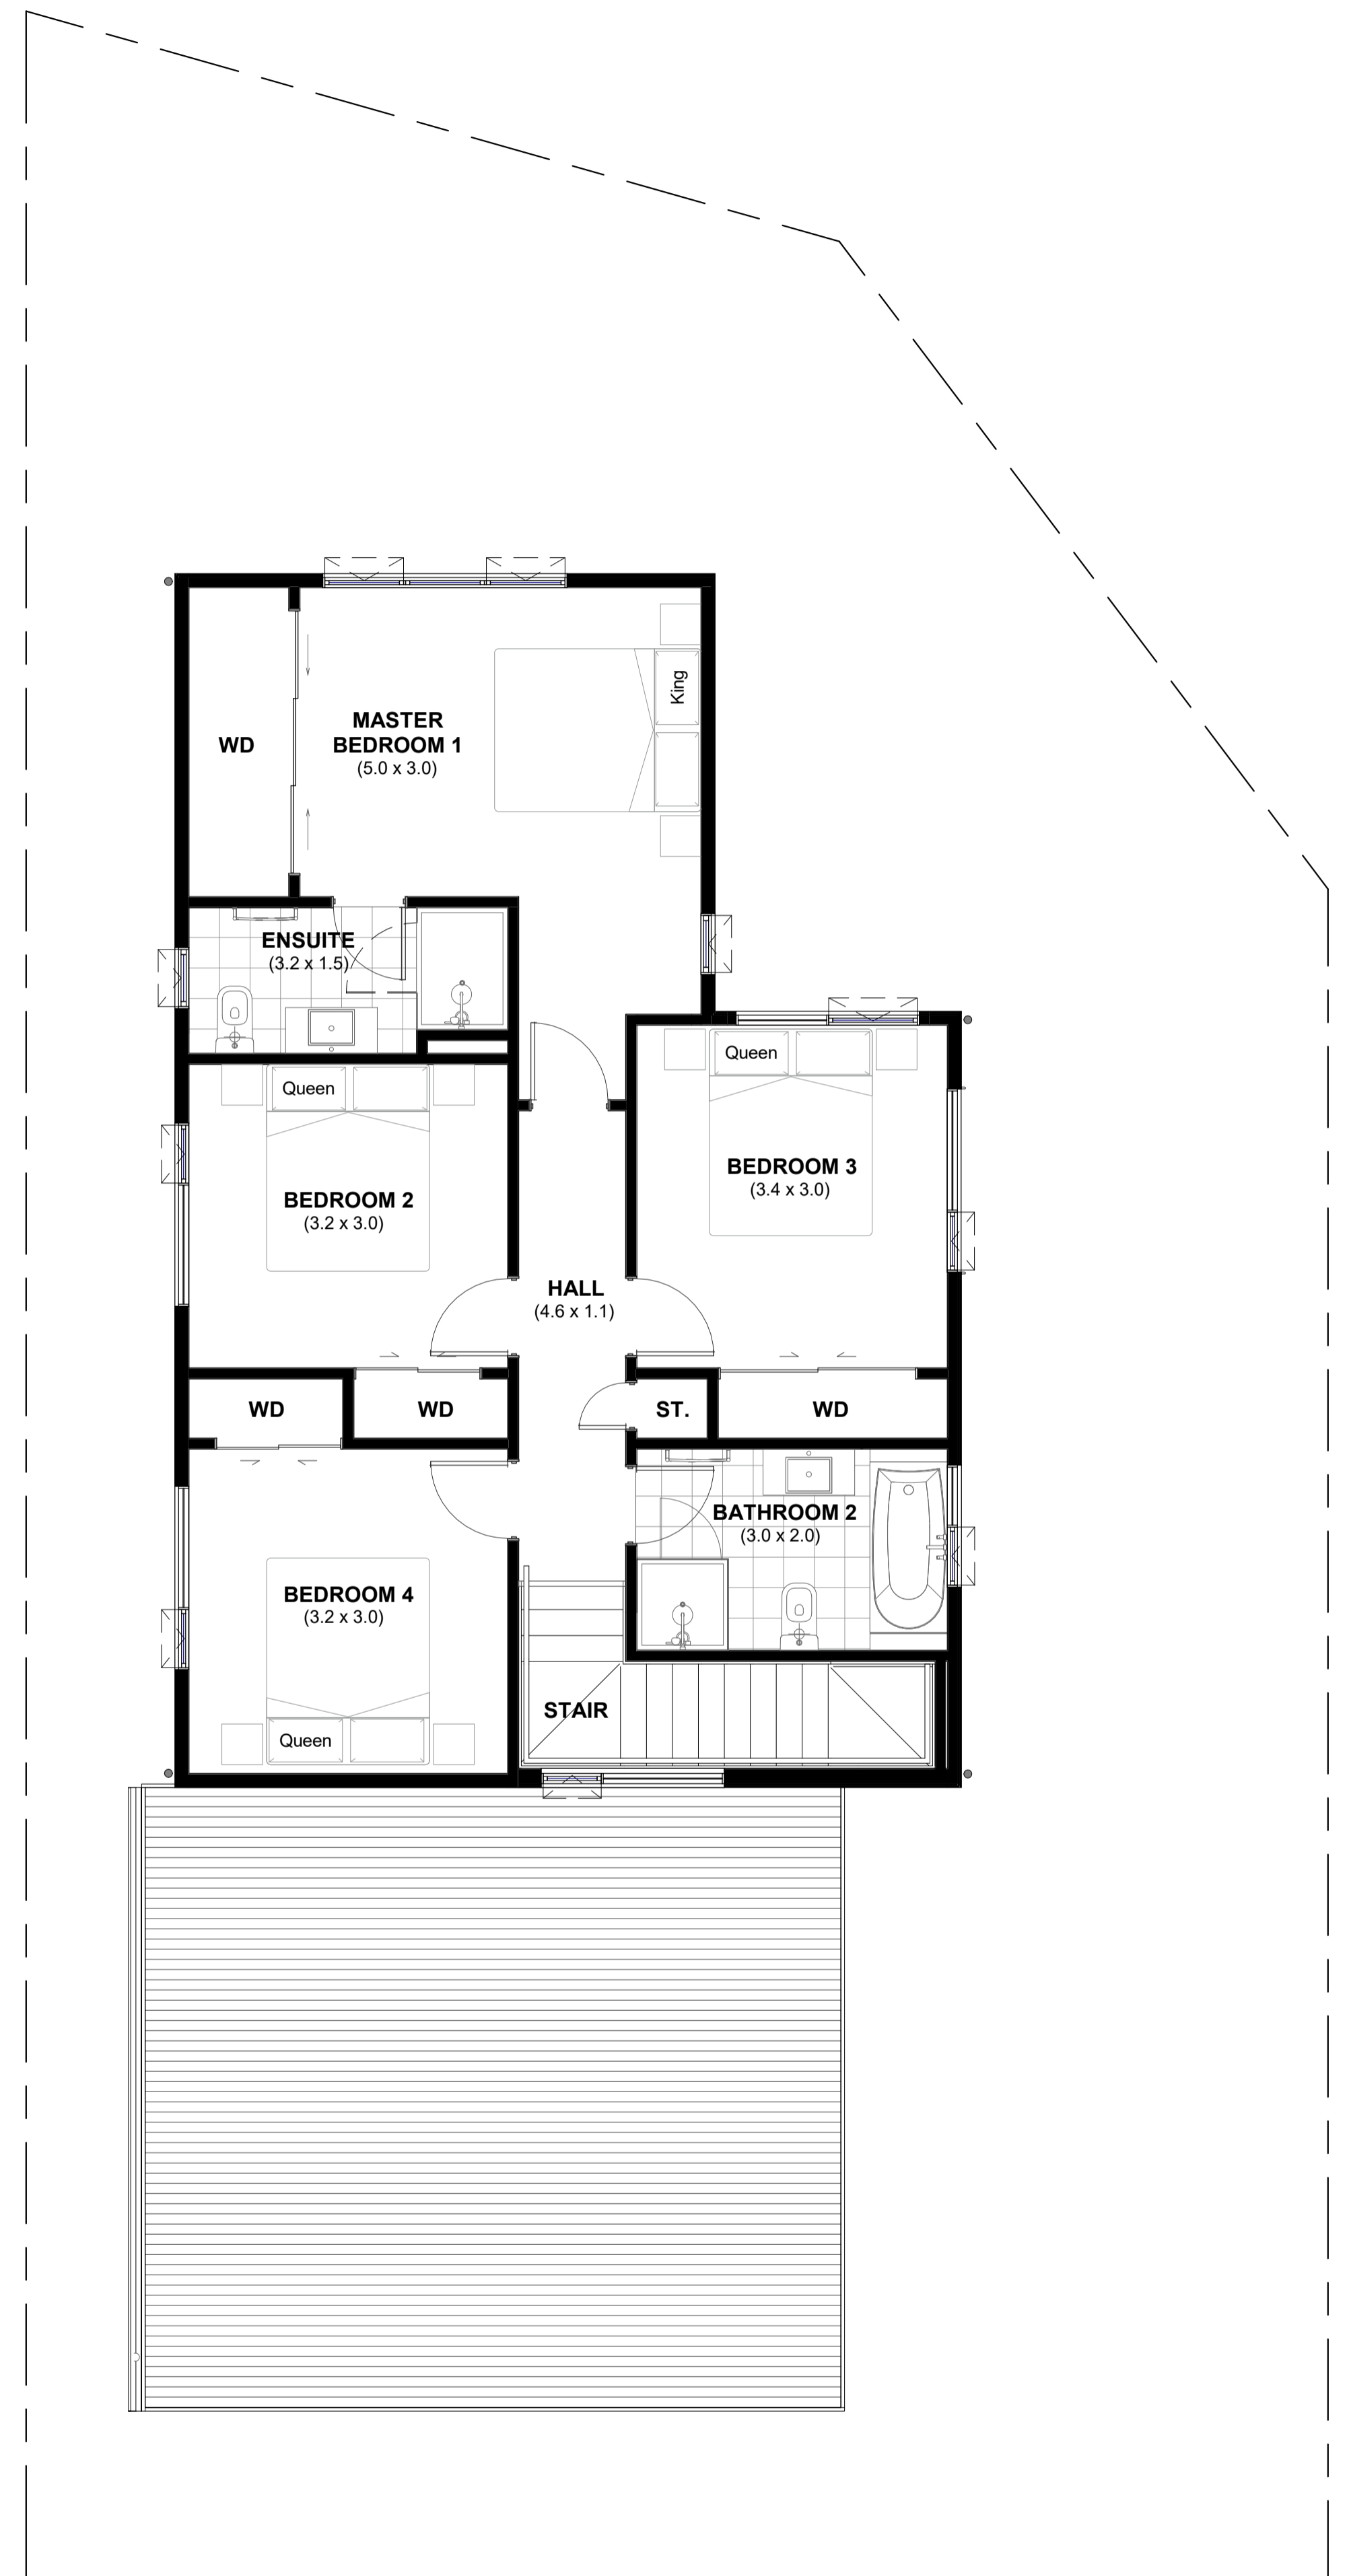 King
MASTER
BEDROOM 1
(5.0 x 3.0)
WD
ENSUITE
(3.2 x 1.5)
Queen
Queen
BEDROOM 2
(3.2 x 3.0)
BEDROOM 3
(3.4 x 3.0)
HALL
(4.6 x 1.1)
WD
WD
ST.
WD
BATHROOM 2
(3.0 x 2.0)
BEDROOM 4
(3.2 x 3.0)
STAIR
Queen